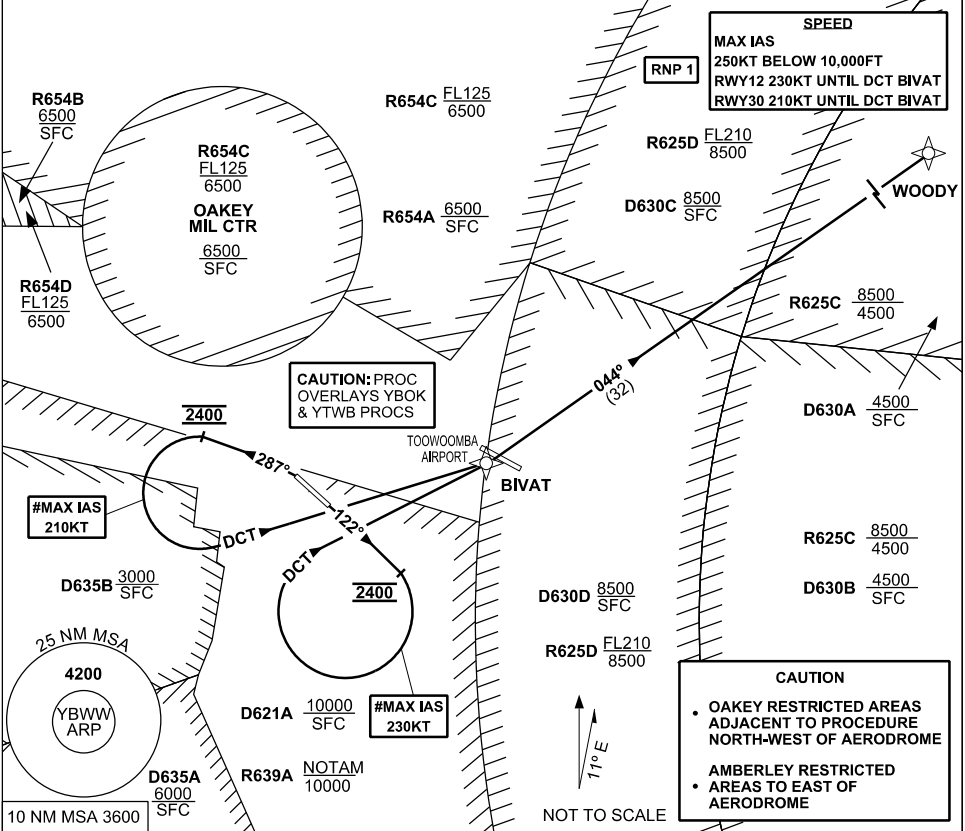 SPEED
MAX IAS
250KT BELOW 10,000FT
RWY12 230KT UNTIL DCT BIVAT
RWY30 210KT UNTIL DCT BIVAT
RNP 1
R654B
6500
SFC
R654C FL125
6500
R654C
FL125
6500
OAKEY
MIL CTR
6500
SFC
R625D FL210
8500
WOODY
D630C 8500
SFC
R654A 6500
SFC
R654D
FL125
6500
R625C 8500
4500
CAUTION: PROC
OVERLAYS YBOK
& YTWB PROCS
044°
(32)
D630A 4500
SFC
2400
TOOWOOMBA
AIRPORT
287°
BIVAT
#MAX IAS
210KT
122°
DCT
DCT
R625C 8500
4500
D635B 3000
SFC
2400
D630D 8500
SFC
D630B 4500
SFC
25 NM MSA
4200
YBWW
ARP
R625D FL210
8500
D621A 10000
SFC
#MAX IAS
230KT
CAUTION
• OAKEY RESTRICTED AREAS
ADJACENT TO PROCEDURE
NORTH-WEST OF AERODROME
• AMBERLEY RESTRICTED
AREAS TO EAST OF
AERODROME
11° E
D635A
6000
SFC
R639A NOTAM
10000
10 NM MSA 3600
NOT TO SCALE